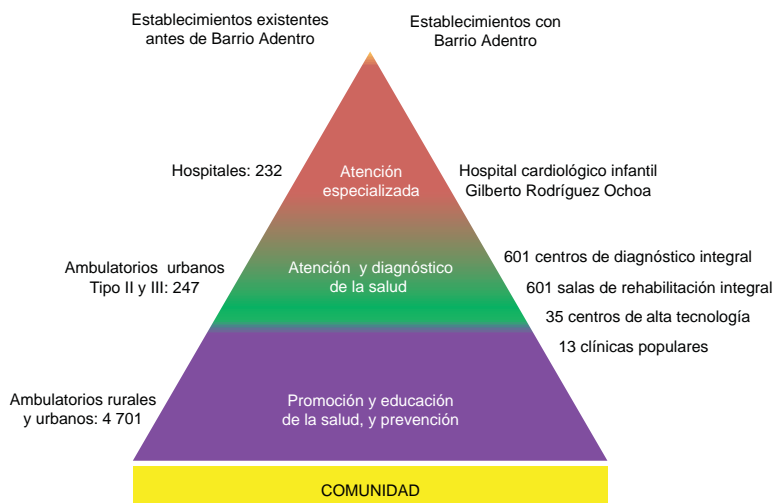 Establecimientos existentes
antes de Barrio Adentro
Establecimientos con
Barrio Adentro
Hospitales: 232
Atención
especializada
Hospital cardiológico infantil
Gilberto Rodríguez Ochoa
Ambulatorios urbanos
Tipo II y III: 247
Atención y diagnóstico
de la salud
601 centros de diagnóstico integral
601 salas de rehabilitación integral
35 centros de alta tecnología
13 clínicas populares
Ambulatorios rurales
y urbanos: 4 701
Promoción y educación
de la salud, y prevención
COMUNIDAD